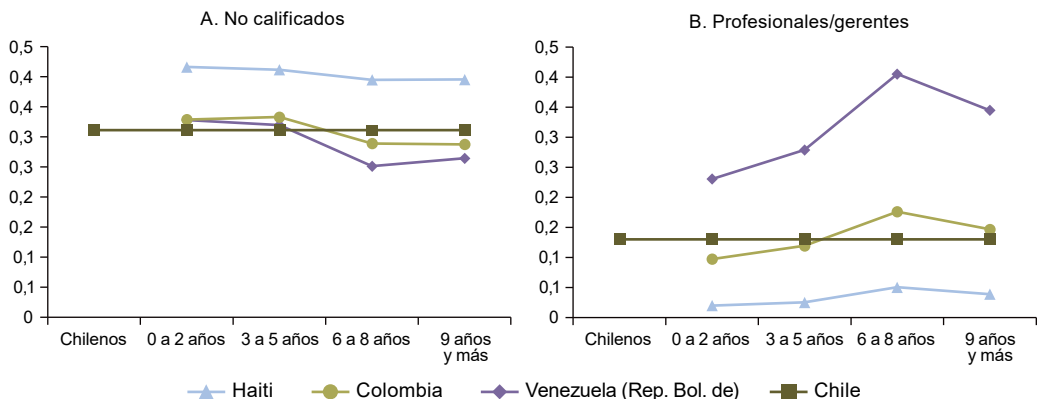 A. No calificados
0,5
0,4
0,4
0,3
0,3
0,2
0,2
0,1
0,1
0
Chilenos
0 a 2 años
3 a 5 años
6 a 8 años
9 años
y más
B. Profesionales/gerentes
0,5
0,4
0,4
0,3
0,3
0,2
0,2
0,1
0,1
0
Chilenos
0 a 2 años
3 a 5 años
6 a 8 años
9 años
y más
Haiti
Colombia
Venezuela (Rep. Bol. de)
Chile